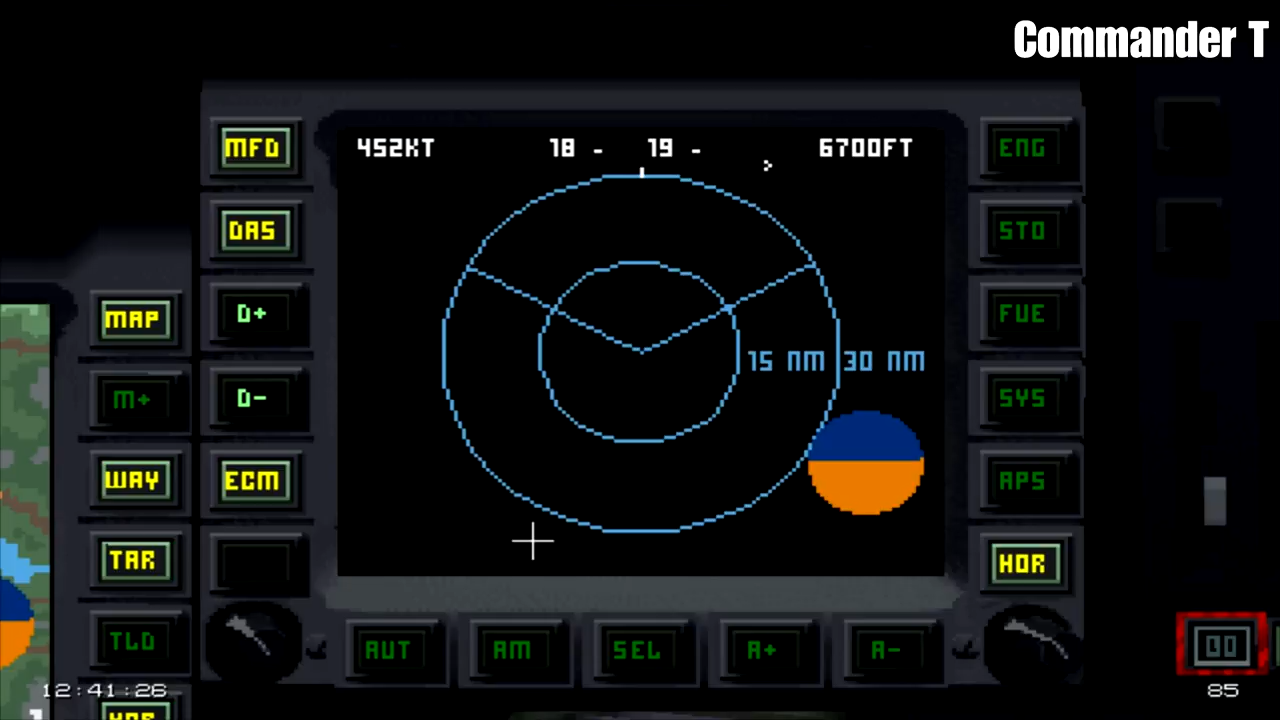 Commander T
452KT 18 - 19 - 6700FT
MFD
DAS
D+
D-
ECM
MAP
M+
WAY
TAR
TLD
HOR
15 NM 30 NM
ENG
STO
FUE
SYS
APS
HOR
AUT AM SEL A+ A-
12:41:26
85